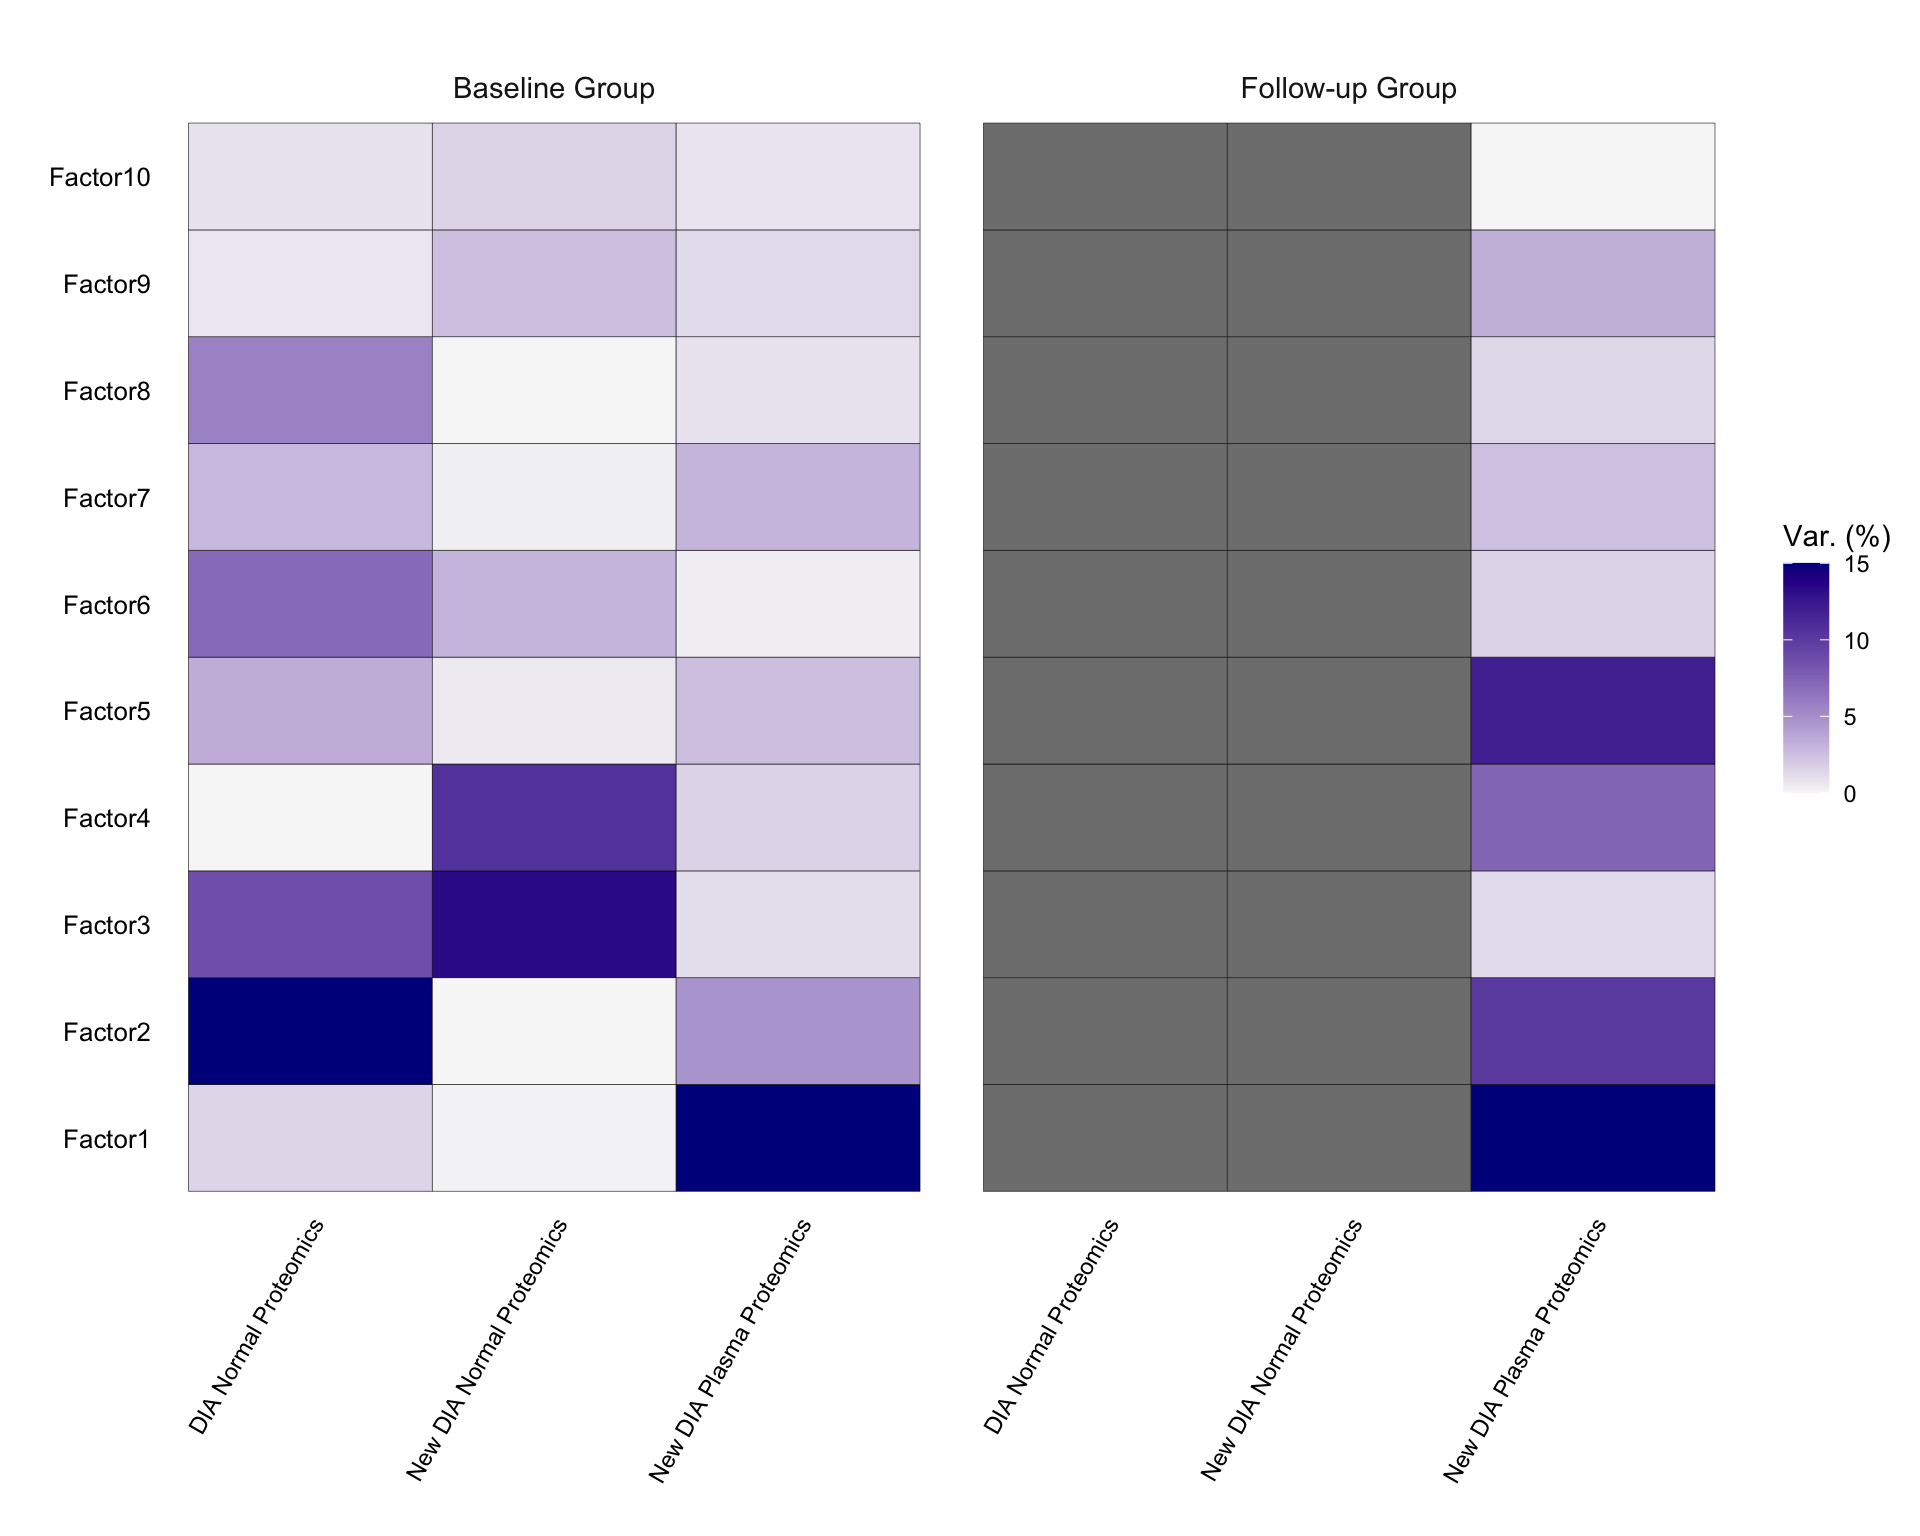 Baseline Group
Follow-up Group
Factor10
Factor9
Factor8
Factor7
Factor6
Factor5
Factor4
Factor3
Factor2
Factor1
DIA Normal Proteomics
New DIA Normal Proteomics
New DIA Plasma Proteomics
DIA Normal Proteomics
New DIA Normal Proteomics
New DIA Plasma Proteomics
Var. (%)
15
10
5
0